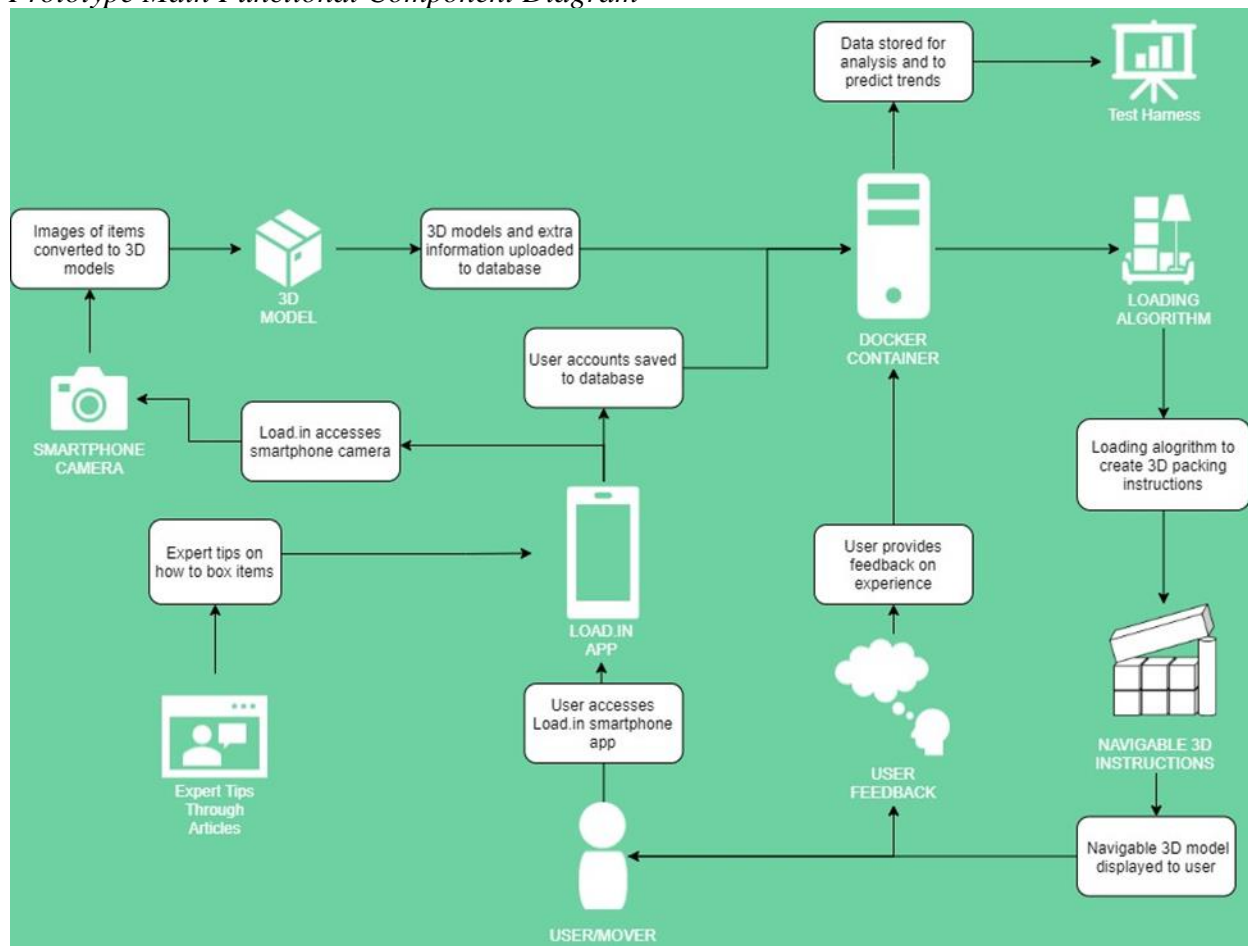 Prototype Main Functional Component Diagram
Data stored for
analysis and to
predict trends
Test Harness
Images of items
converted to 3D
models
3D
MODEL
3D models and extra
information uploaded
to database
DOCKER
CONTAINER
LOADING
ALGORITHM
User accounts saved
to database
SMARTPHONE
CAMERA
Load.in accesses
smartphone camera
Loading alogrithm to
create 3D packing
instructions
Expert tips on
how to box items
LOAD.IN
APP
User provides
feedback on
experience
User accesses
Load.in smartphone
app
NAVIGABLE 3D
INSTRUCTIONS
Expert Tips
Through
Articles
USER
FEEDBACK
Navigable 3D model
displayed to user
USER/MOVER